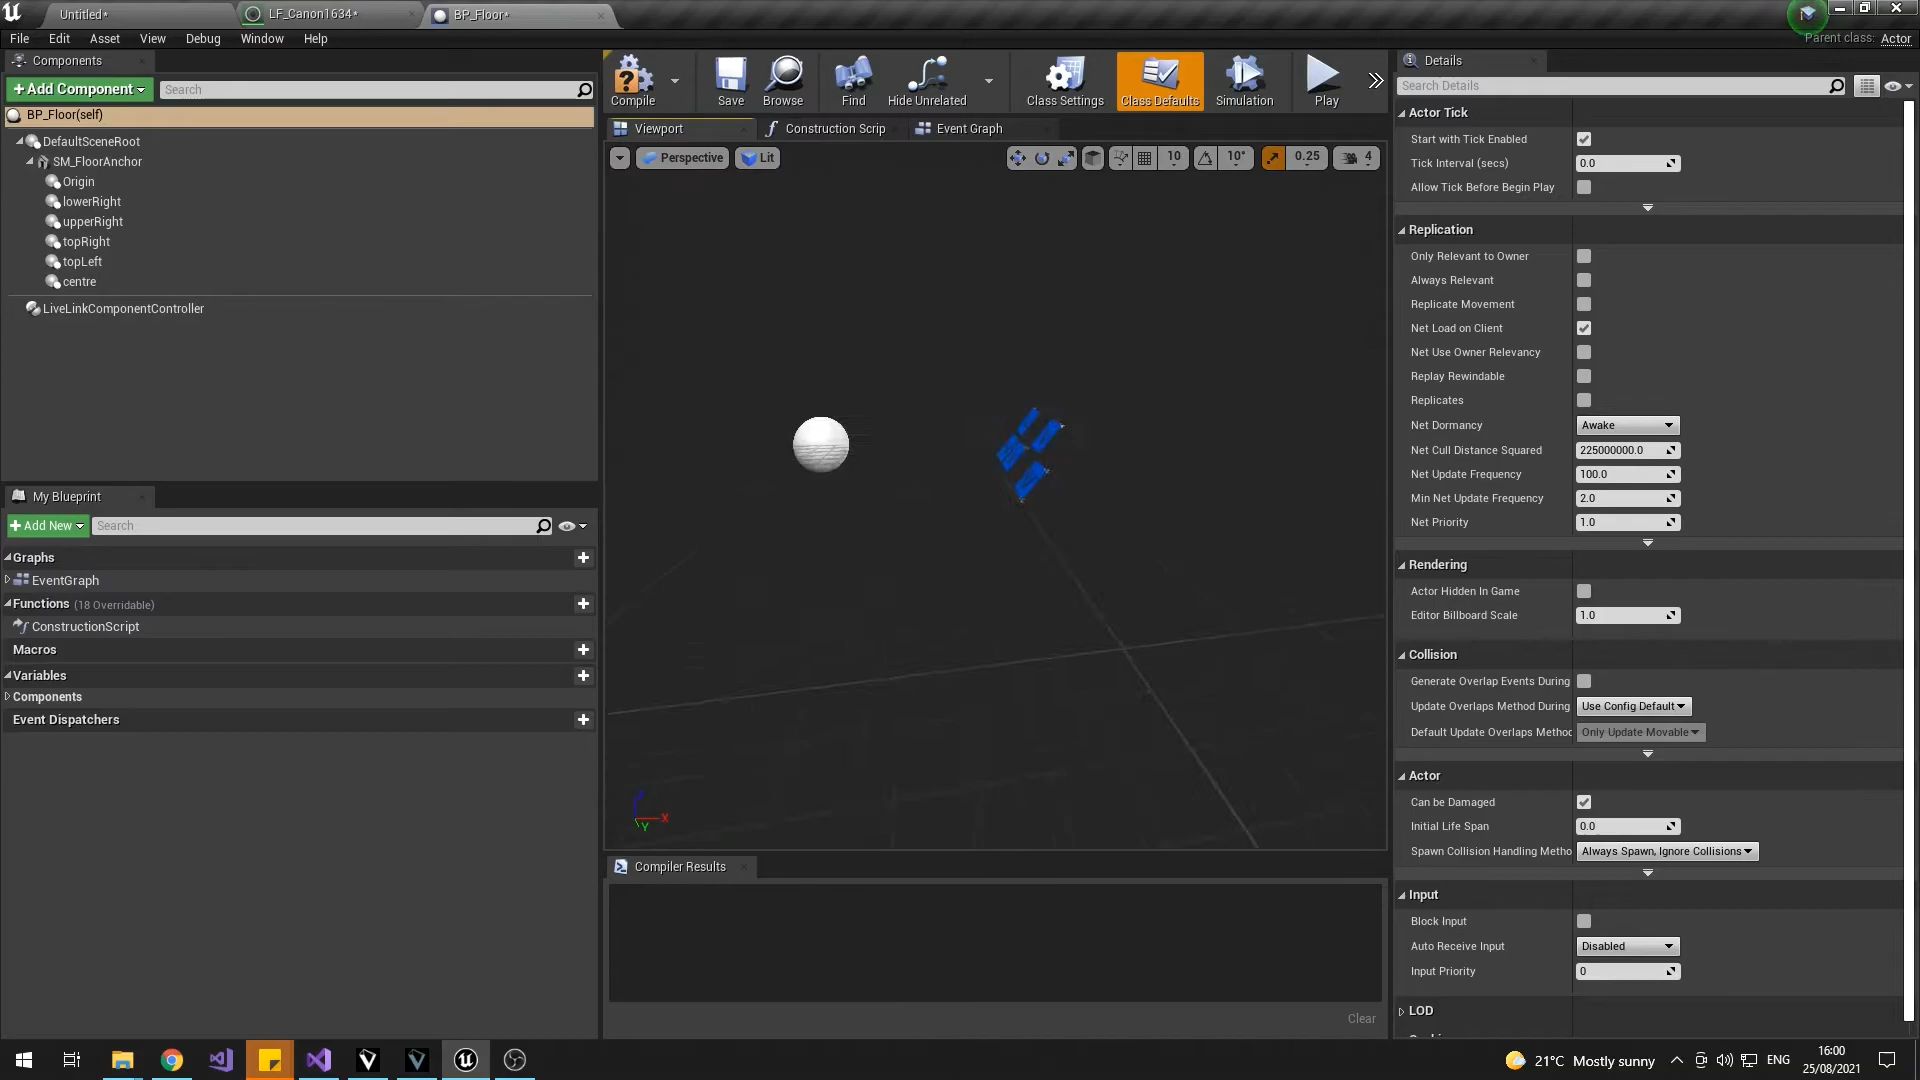 Untitled*
LF_Canon1634*
BP_Floor*
File Edit Asset View Debug Window Help
Parent class: Actor
Components
+Add Component
Search
BP_Floor(self)
DefaultSceneRoot
SM_FloorAnchor
Origin
lowerRight
upperRight
topRight
topLeft
centre
LiveLinkComponentController
My Blueprint
+Add New
Search
Graphs
EventGraph
Functions (18 Overridable)
ConstructionScript
Macros
Variables
Components
Event Dispatchers
Compile
Save
Browse
Find
Hide Unrelated
Class Settings
Class Defaults
Simulation
Play
Viewport
Construction Scrip
Event Graph
Perspective
Lit
10
10°
0.25
4
Z
X
Y
Compiler Results
Clear
Details
Search Details
Actor Tick
Start with Tick Enabled
Tick Interval (secs) 0.0
Allow Tick Before Begin Play
Replication
Only Relevant to Owner
Always Relevant
Replicate Movement
Net Load on Client
Net Use Owner Relevancy
Replay Rewindable
Replicates
Net Dormancy Awake
Net Cull Distance Squared 225000000.0
Net Update Frequency 100.0
Min Net Update Frequency 2.0
Net Priority 1.0
Rendering
Actor Hidden In Game
Editor Billboard Scale 1.0
Collision
Generate Overlap Events During
Update Overlaps Method During Use Config Default
Default Update Overlaps Method Only Update Movable
Actor
Can be Damaged
Initial Life Span 0.0
Spawn Collision Handling Metho Always Spawn, Ignore Collisions
Input
Block Input
Auto Receive Input Disabled
Input Priority 0
LOD
21°C Mostly sunny
ENG
16:00
25/08/2021